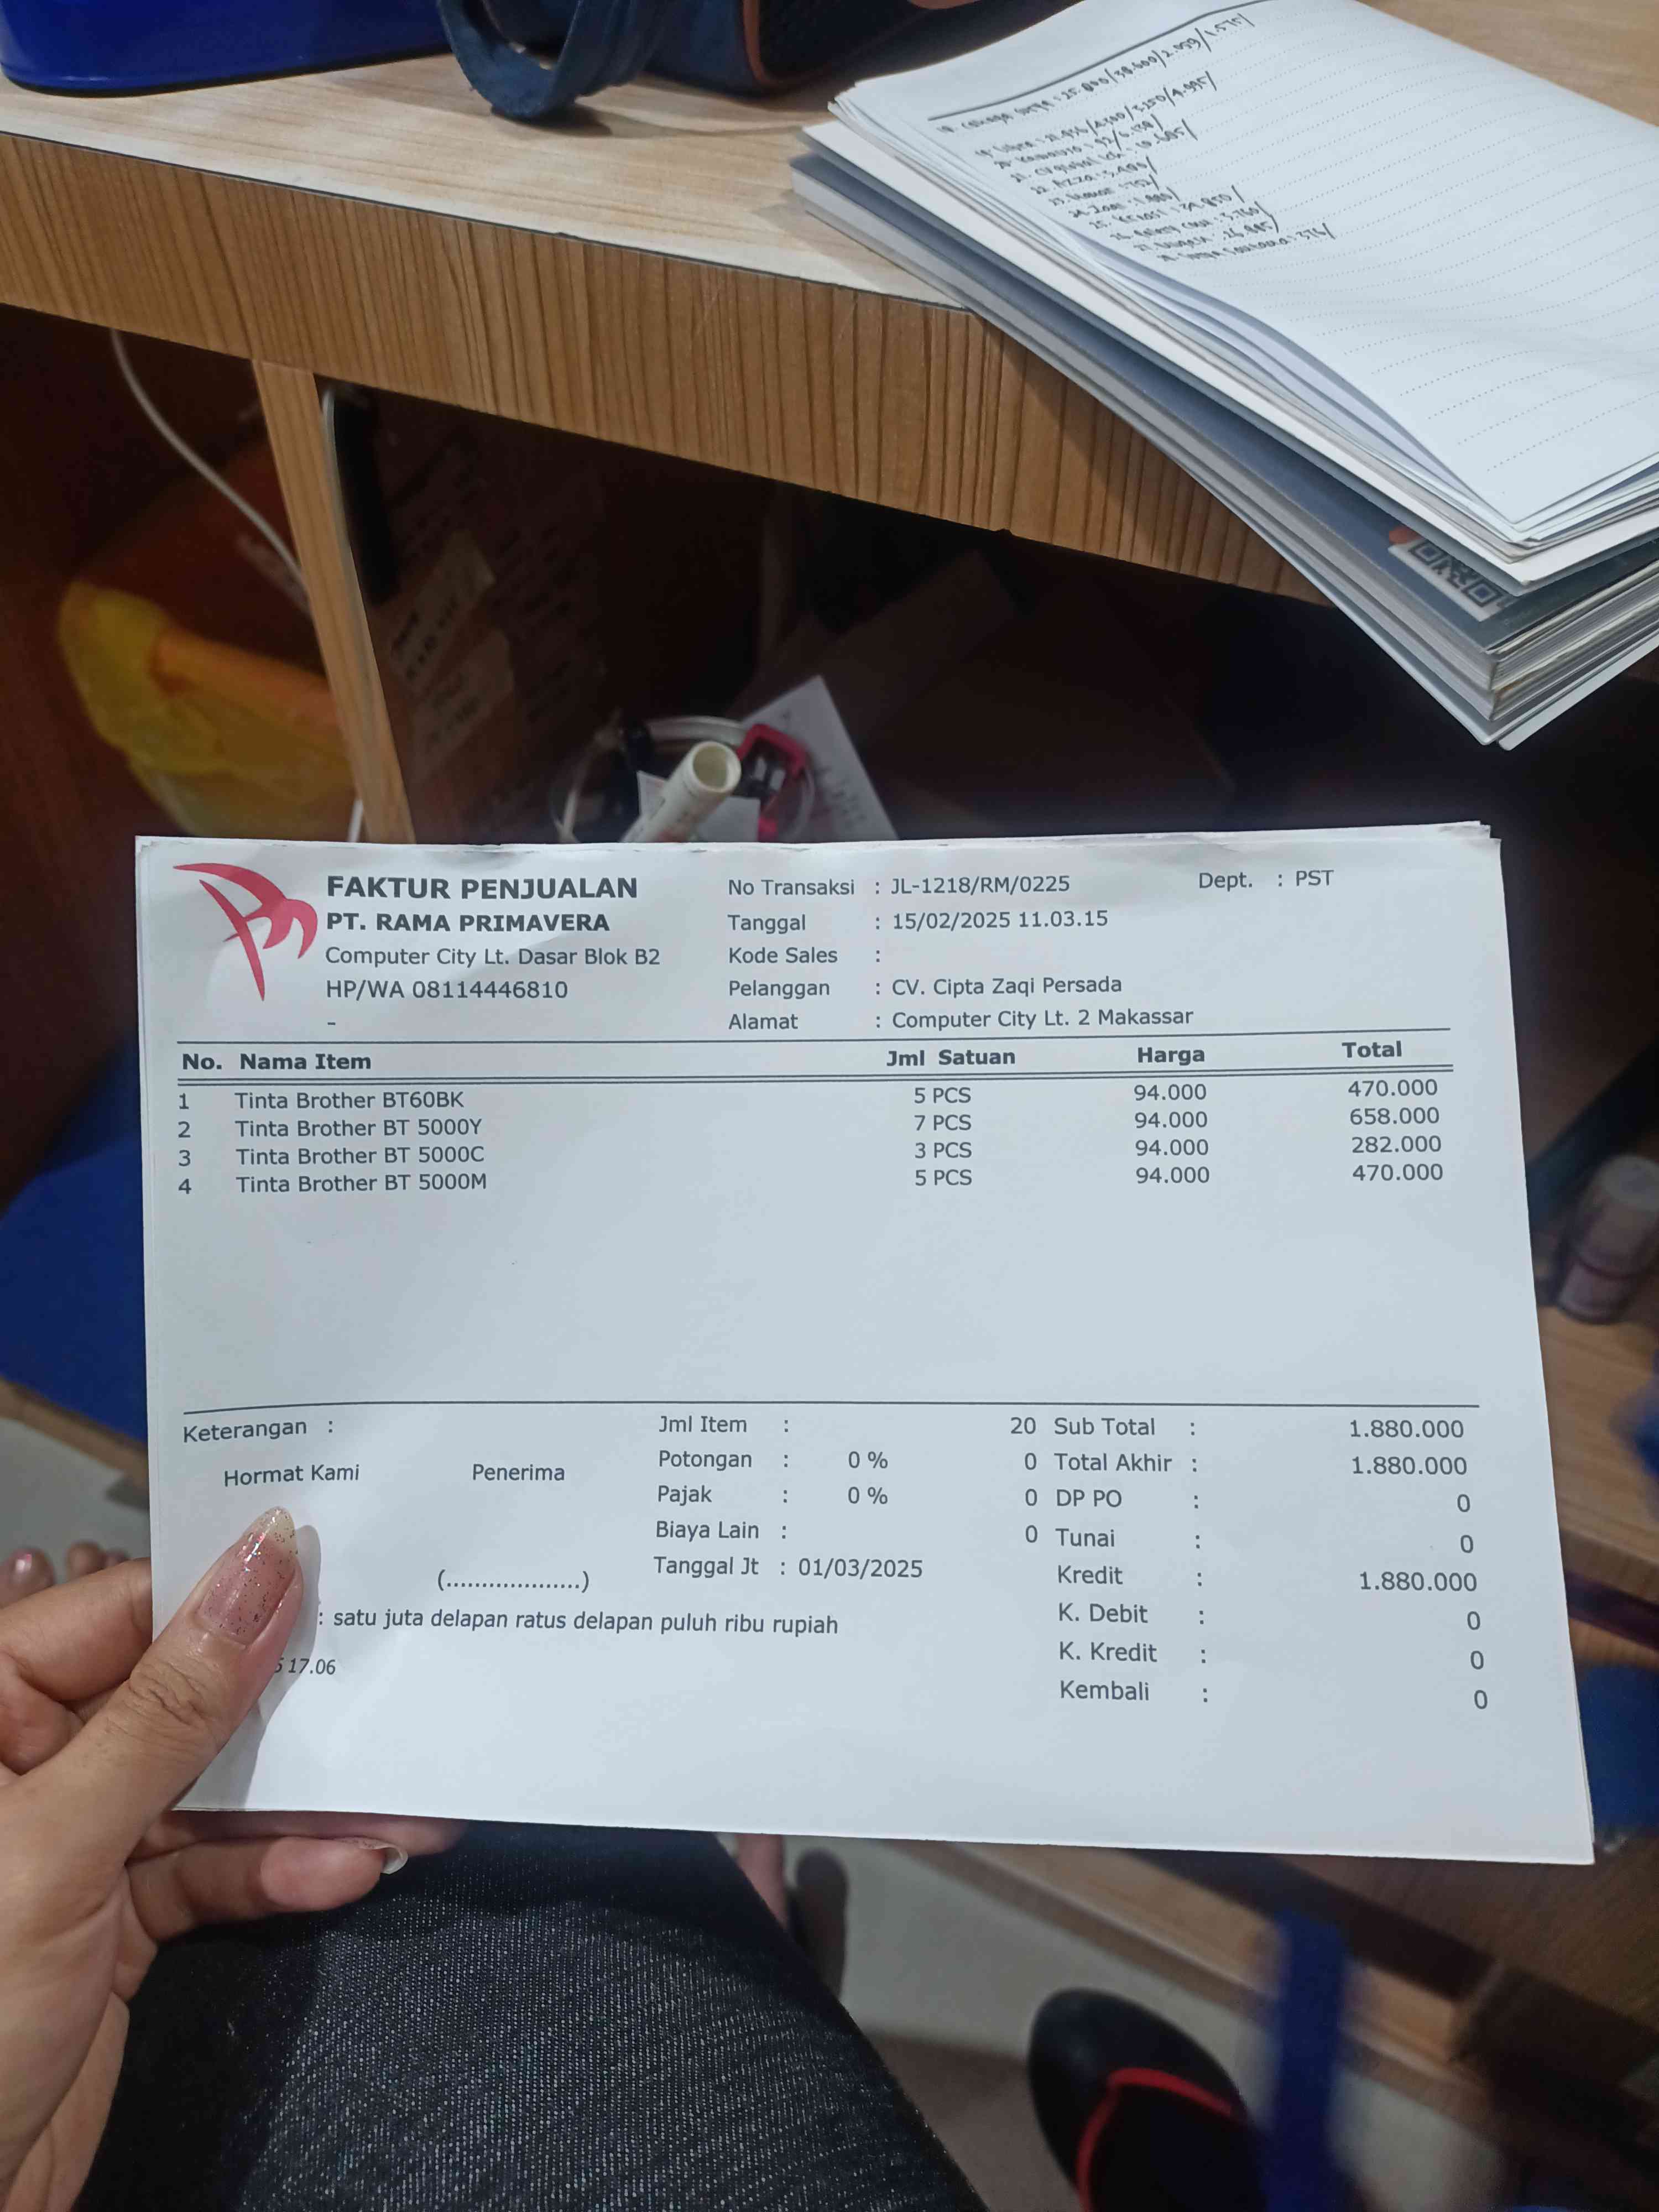 FAKTUR PENJUALAN
PT. RAMA PRIMAVERA
Computer City Lt. Dasar Blok B2
HP/WA 08114446810
-
No Transaksi : JL-1218/RM/0225 Dept. : PST
Tanggal : 15/02/2025 11.03.15
Kode Sales :
Pelanggan : CV. Cipta Zaqi Persada
Alamat : Computer City Lt. 2 Makassar
No. Nama Item Jml Satuan Harga Total
1 Tinta Brother BT60BK 5 PCS 94.000 470.000
2 Tinta Brother BT 5000Y 7 PCS 94.000 658.000
3 Tinta Brother BT 5000C 3 PCS 94.000 282.000
4 Tinta Brother BT 5000M 5 PCS 94.000 470.000
Keterangan : Jml Item : 20 Sub Total : 1.880.000
Hormat Kami Penerima Potongan : 0 % 0 Total Akhir : 1.880.000
Pajak : 0 % 0 DP PO : 0
Biaya Lain : 0 Tunai : 0
(...................) Tanggal Jt : 01/03/2025 Kredit : 1.880.000
: satu juta delapan ratus delapan puluh ribu rupiah K. Debit : 0
17.06 K. Kredit : 0
Kembali : 0